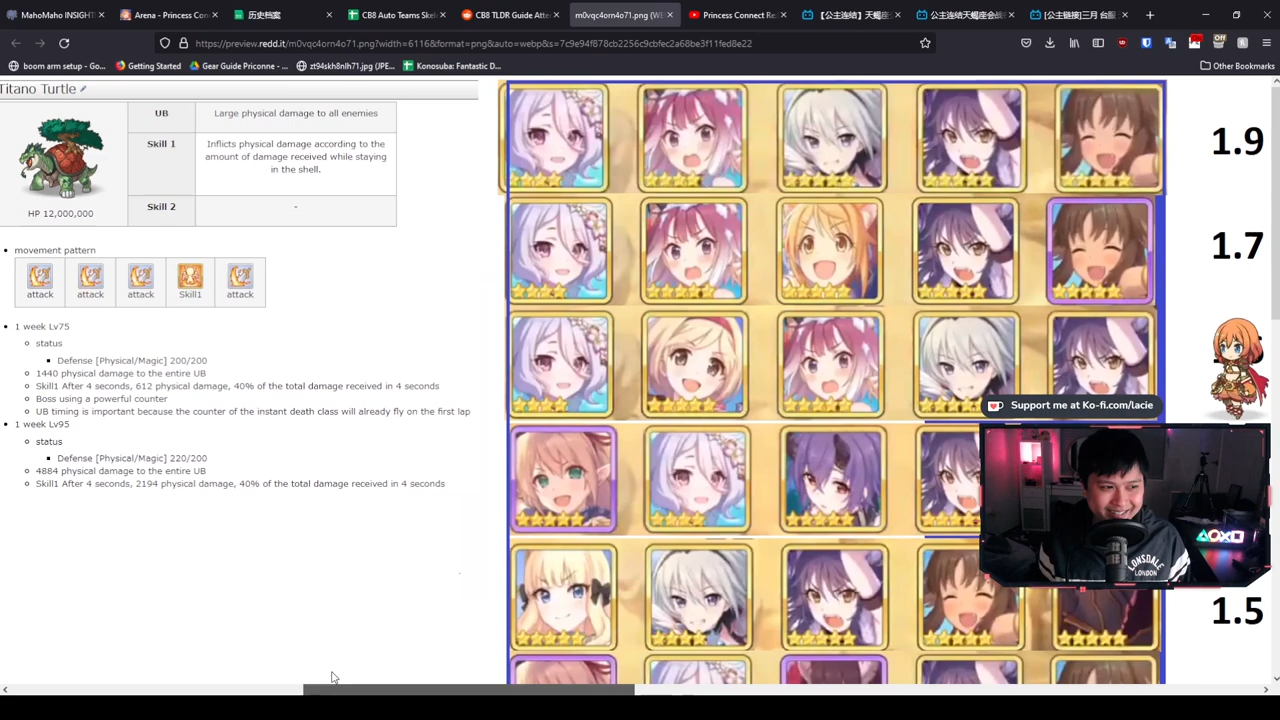 MahoMaho INSIGHT
Arena - Princess Con
历史档案
CB8 Auto Teams Skel
CB8 TLDR Guide Atte
m0vqc4orn4o71.png (WE
Princess Connect Re
【公主连结】天蝎座
公主连结天蝎座会战
[公主链接]三月 台服
https://preview.redd.it/m0vqc4orn4o71.png?width=6116&format=png&auto=webp&s=7c9e94f878cb2256c9cbfec2a68be3f11fed8e22
Off
boom arm setup - Go...
Getting Started
Gear Guide Priconne - ...
zt94skh8nlh71.jpg (JPE...
Konosuba: Fantastic D...
Other Bookmarks
Titano Turtle
UB
Large physical damage to all enemies
Skill 1
Inflicts physical damage according to the
amount of damage received while staying
in the shell.
Skill 2
-
HP 12,000,000
movement pattern
attack
attack
attack
Skill1
attack
1 week Lv75
status
Defense [Physical/Magic] 200/200
1440 physical damage to the entire UB
Skill1 After 4 seconds, 612 physical damage, 40% of the total damage received in 4 seconds
Boss using a powerful counter
UB timing is important because the counter of the instant death class will already fly on the first lap
1 week Lv95
status
Defense [Physical/Magic] 220/200
4884 physical damage to the entire UB
Skill1 After 4 seconds, 2194 physical damage, 40% of the total damage received in 4 seconds
1.9
1.7
Support me at Ko-fi.com/lacie
LONSDALE
LONDON
1.5